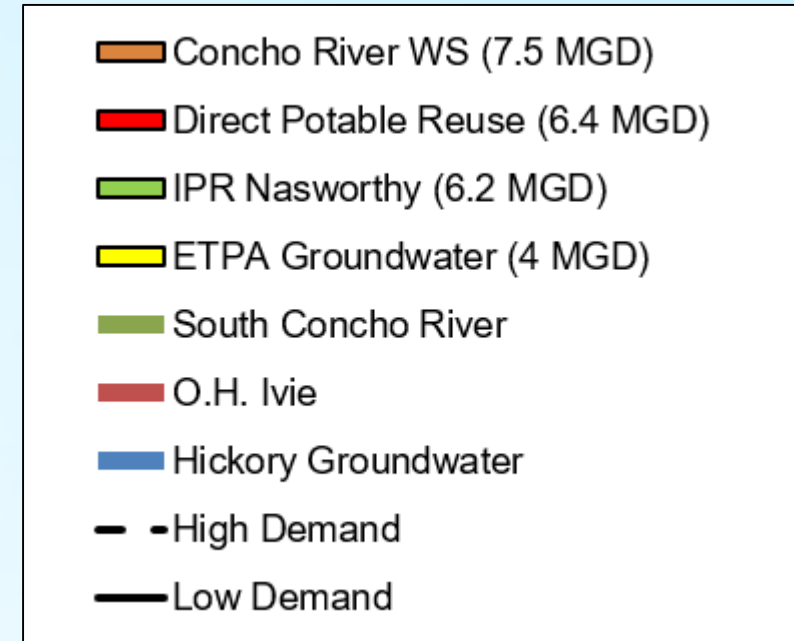 Concho River WS (7.5 MGD)
Direct Potable Reuse (6.4 MGD)
IPR Nasworthy (6.2 MGD)
ETPA Groundwater (4 MGD)
South Concho River
O.H. Ivie
Hickory Groundwater
High Demand
Low Demand